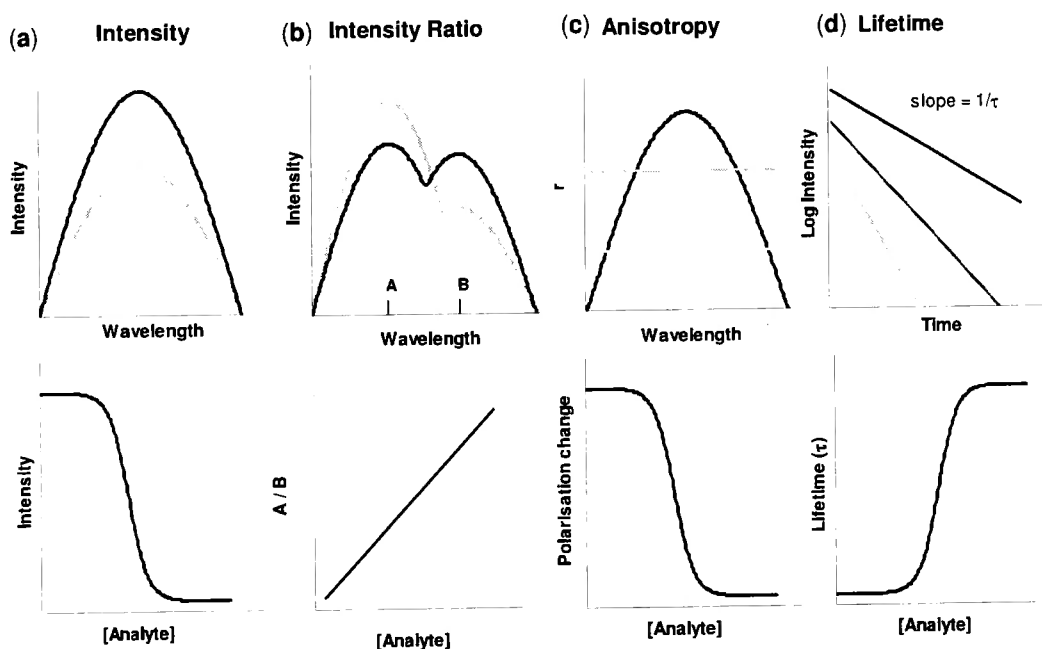 (a) Intensity
Intensity
Wavelength
(b) Intensity Ratio
Intensity
A
B
Wavelength
(c) Anisotropy
r
Wavelength
(d) Lifetime
slope = 1/τ
Log Intensity
Time
Intensity
[Analyte]
A / B
[Analyte]
Polarisation change
[Analyte]
Lifetime (τ)
[Analyte]